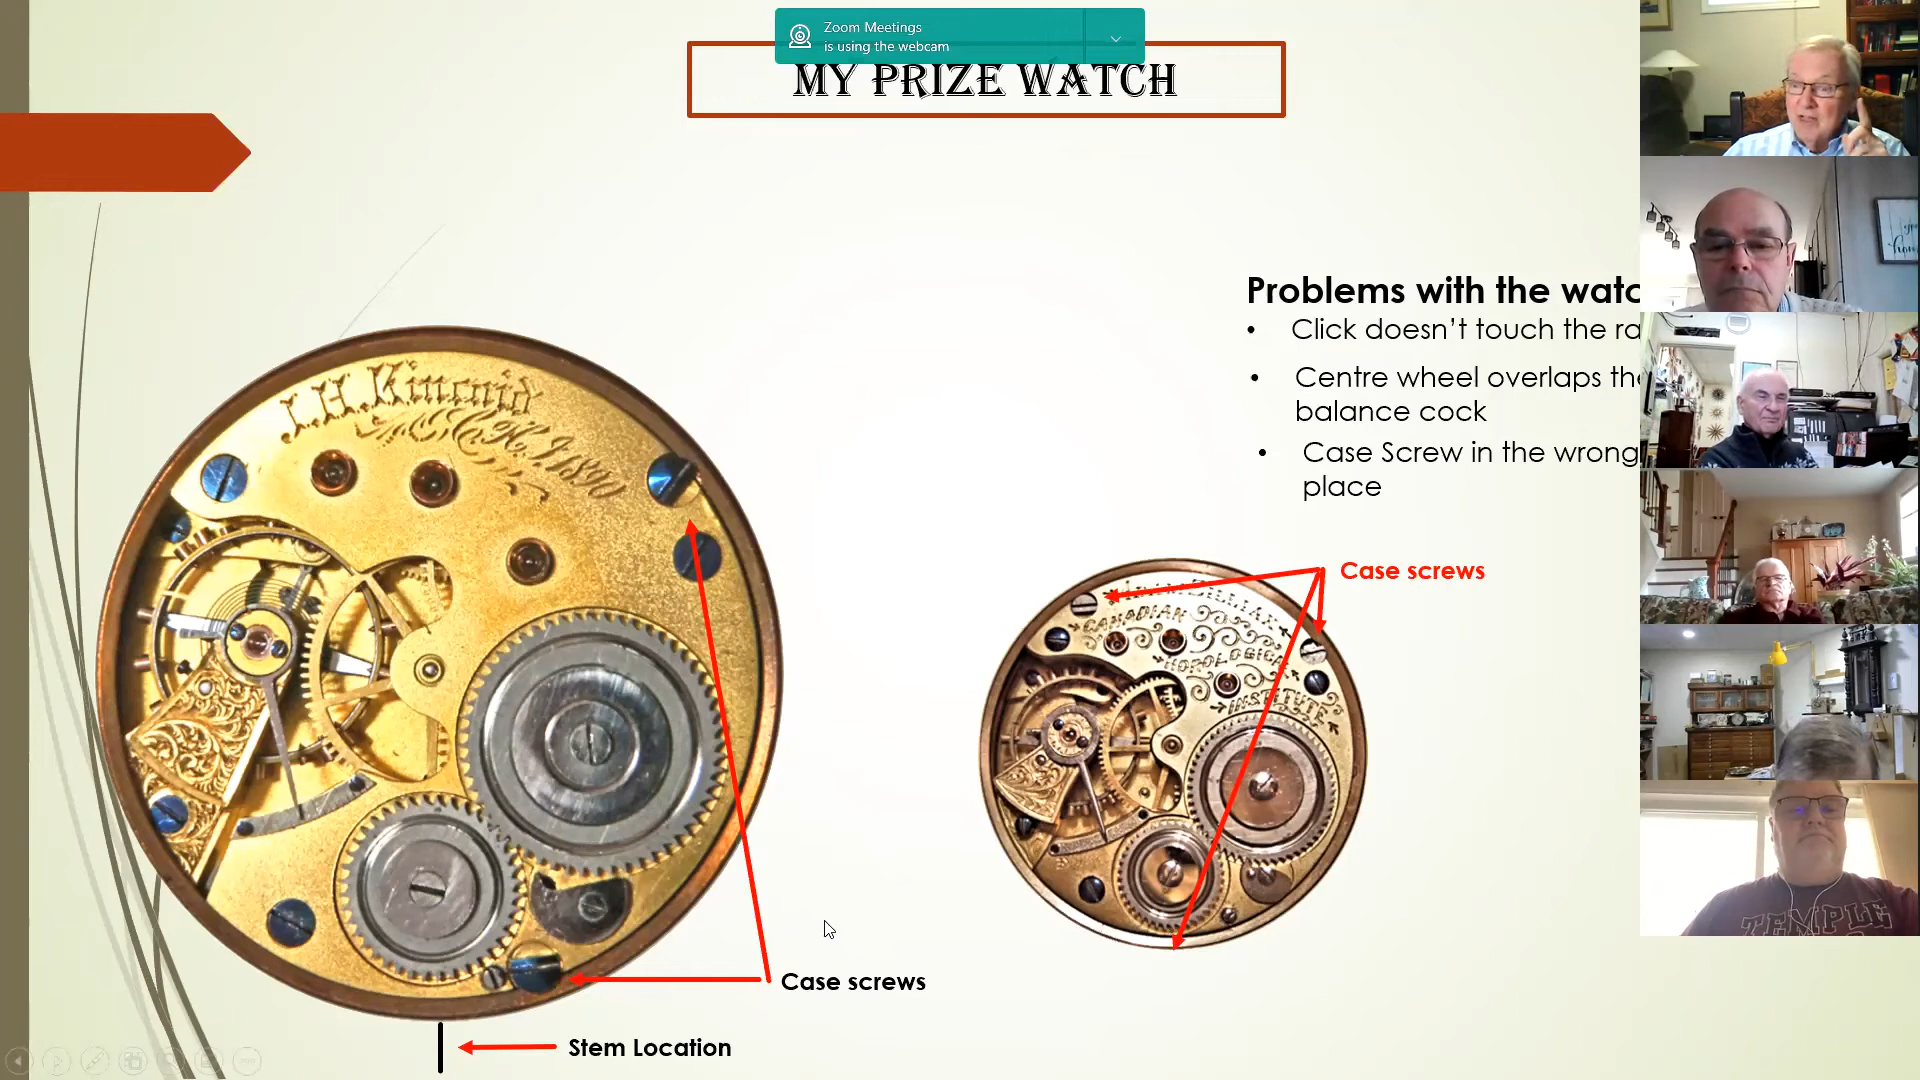 Zoom Meetings
is using the webcam
MY PRIZE WATCH
Problems with the watc
Click doesn't touch the ra
Centre wheel overlaps the
balance cock
Case Screw in the wrong
place
J.H. Kincaid
H.I. 1890
CANADIAN
HOROLOGICAL
INSTITUTE
Case screws
Case screws
Stem Location
TEMPLE